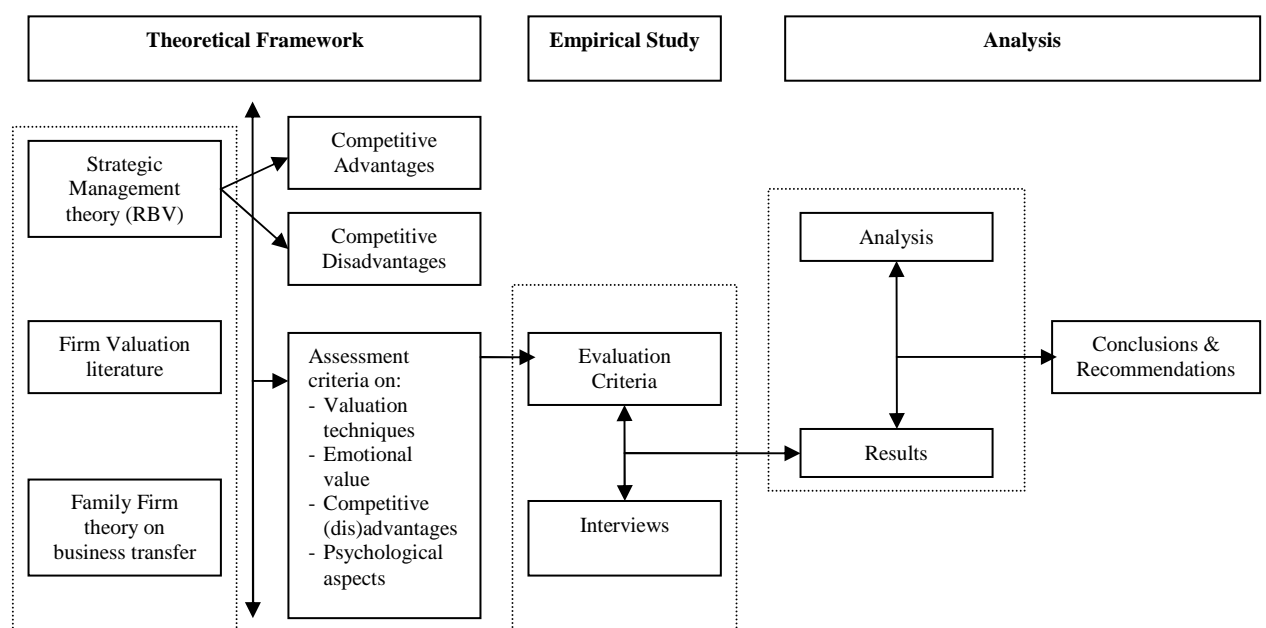 Theoretical Framework
Empirical Study
Analysis
Strategic
Management
theory (RBV)
Competitive
Advantages
Competitive
Disadvantages
Firm Valuation
literature
Family Firm
theory on
business transfer
Assessment
criteria on:
- Valuation
techniques
- Emotional
value
- Competitive
(dis)advantages
- Psychological
aspects
Evaluation
Criteria
Interviews
Analysis
Results
Conclusions &
Recommendations